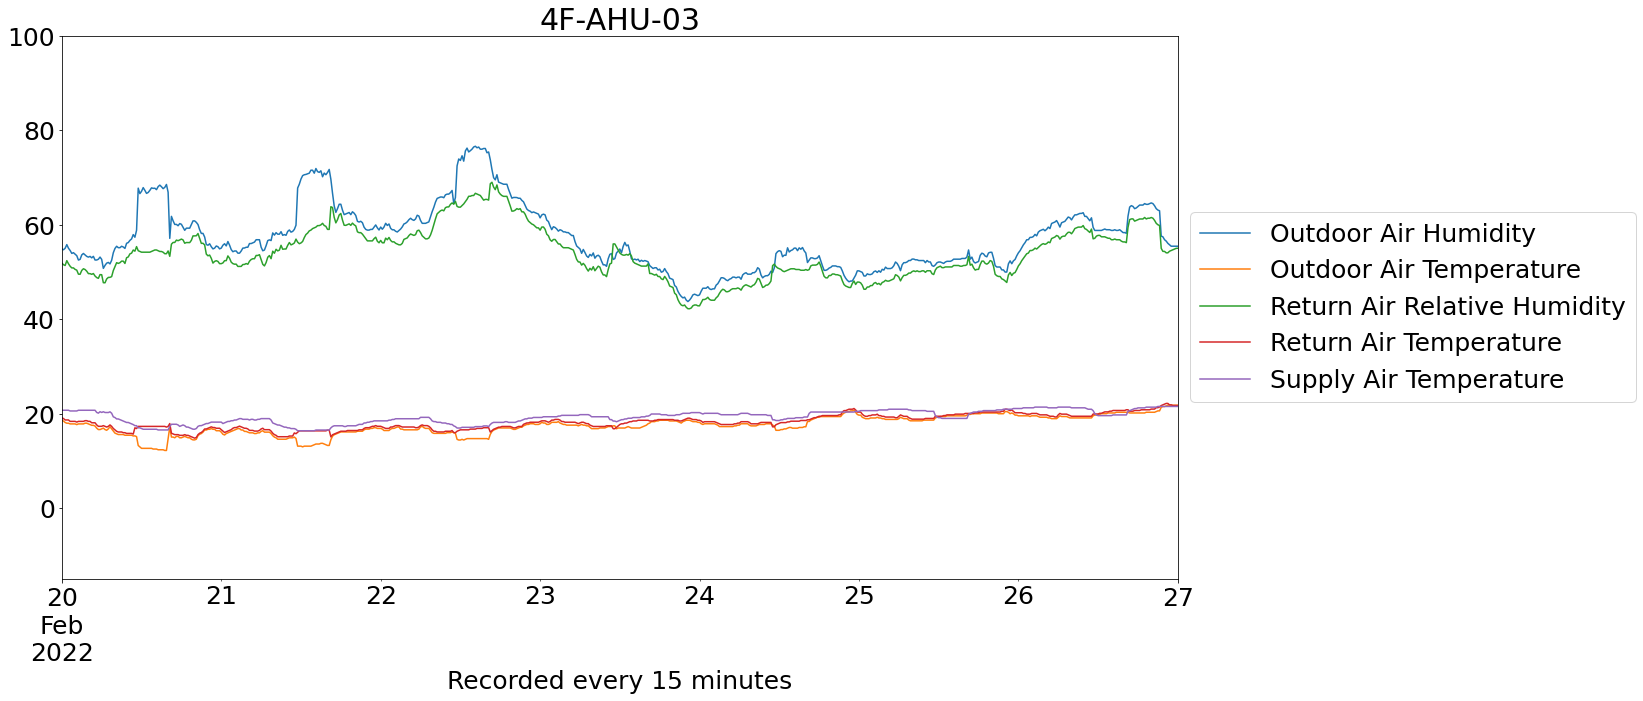 4F-AHU-03
100
80
60
40
20
0
20
Feb
2022
21
22
23
24
25
26
27
Recorded every 15 minutes
Outdoor Air Humidity
Outdoor Air Temperature
Return Air Relative Humidity
Return Air Temperature
Supply Air Temperature